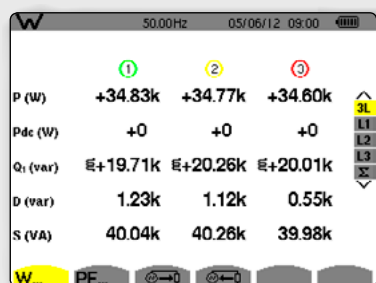 W 50.00Hz 05/06/12 09:00
1 2 3
P (W) +34.83k +34.77k +34.60k
3L
Pdc (W) +0 +0 +0
L1
L2
Q₁ (var) +19.71k +20.26k +20.01k
L3
Σ
D (var) 1.23k 1.12k 0.55k
S (VA) 40.04k 40.26k 39.98k
W... PF...